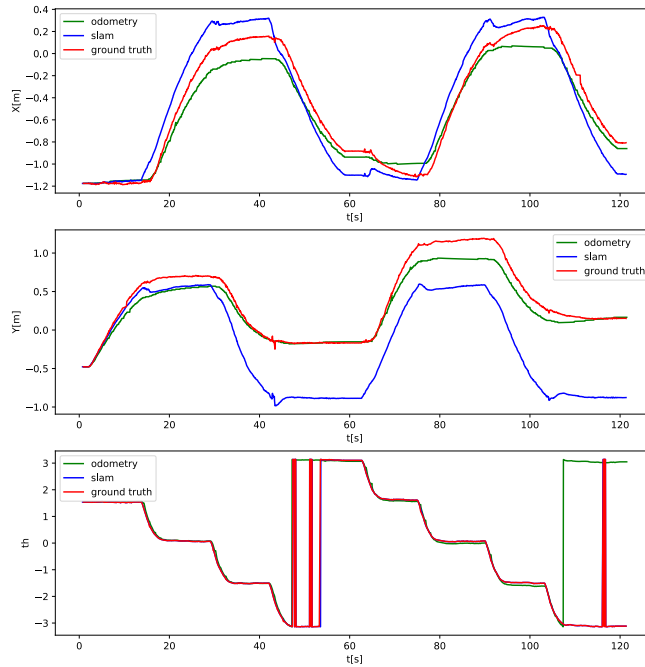 0.4
0.2
0.0
−0.2
−0.4
−0.6
−0.8
−1.0
−1.2
X[m]
odometry
slam
ground truth
0 20 40 60 80 100 120
t[s]
1.0
0.5
0.0
−0.5
−1.0
Y[m]
odometry
slam
ground truth
0 20 40 60 80 100 120
t[s]
3
2
1
0
−1
−2
−3
th
odometry
slam
ground truth
0 20 40 60 80 100 120
t[s]